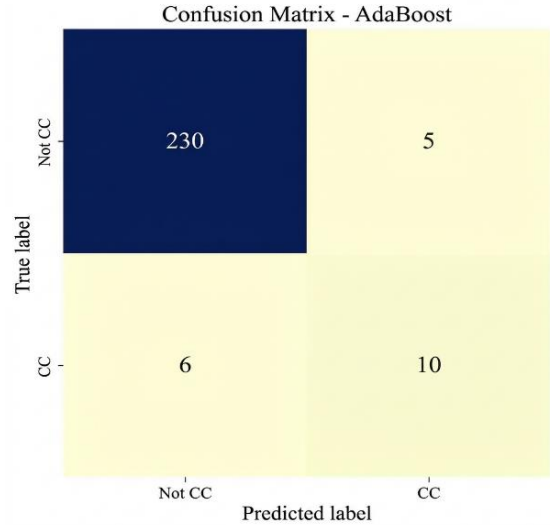 Confusion Matrix - AdaBoost
Not CC
230
5
True label
CC
6
10
Not CC
CC
Predicted label